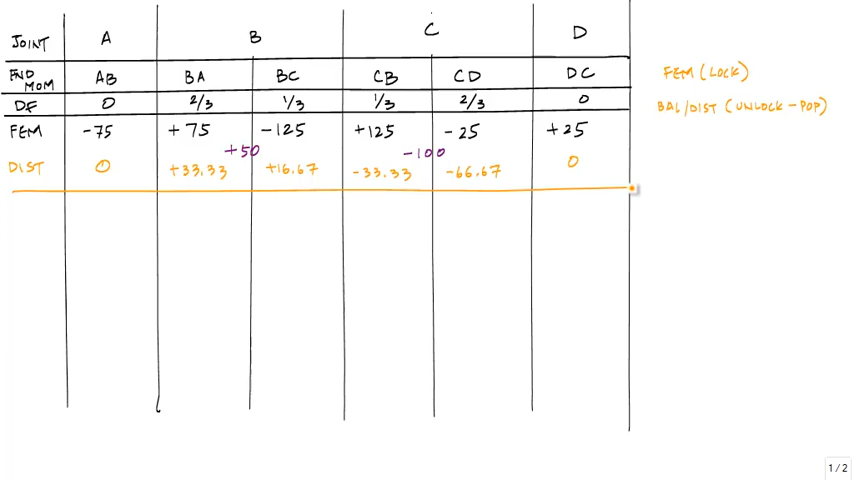 JOINT A B C D
END MOM AB BA BC CB CD DC
DF 0 2/3 1/3 1/3 2/3 0
FEM -75 +75 -125 +125 -25 +25
+50 -100
DIST 0 +33.33 +16.67 -33.33 -66.67 0
FEM (LOCK)
BAL/DIST (UNLOCK-POP)
1/2